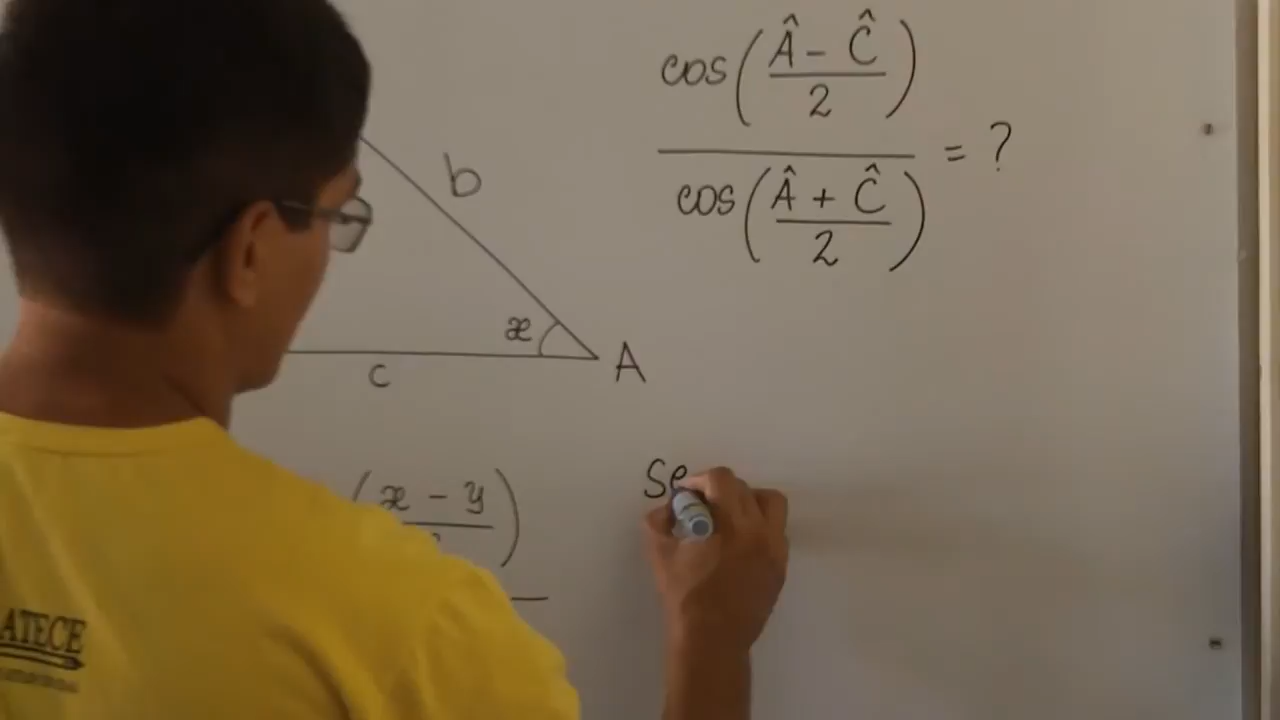 cos(Â - Ĉ / 2)
= ?
cos(Â + Ĉ / 2)
b
x
A
c
(x - y
Se
ATECE